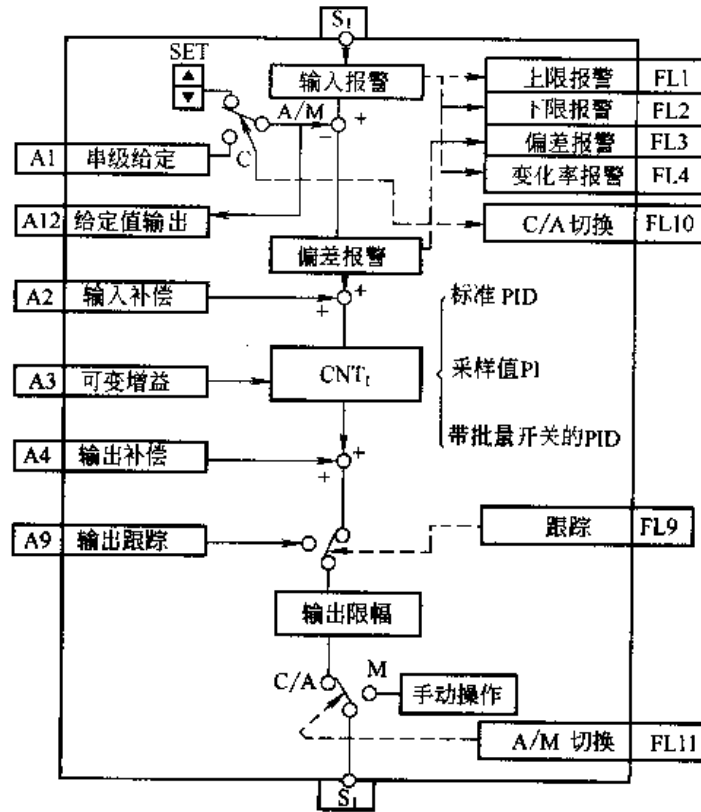 S₁
SET
▲
▼
输入报警
上限报警 FL1
下限报警 FL2
偏差报警 FL3
变化率报警 FL4
A/M
+
−
C
A1 串级给定
A12 给定值输出
C/A 切换 FL10
偏差报警
A2 输入补偿
+
+
标准 PID
采样值PI
带批量开关的PID
A3 可变增益
CNT₁
A4 输出补偿
+
+
A9 输出跟踪
跟踪 FL9
输出限幅
C/A
M
手动操作
A/M 切换 FL11
S₁